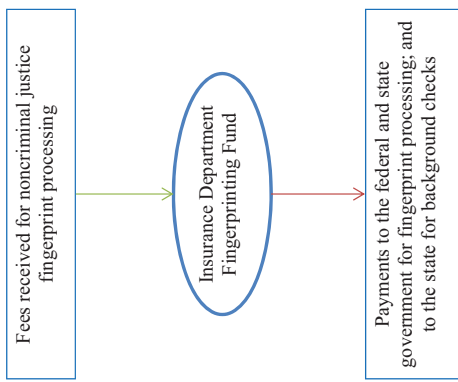 Fees received for noncriminal justice
fingerprint processing
Insurance Department
Fingerprinting Fund
Payments to the federal and state
government for fingerprint processing; and
to the state for background checks